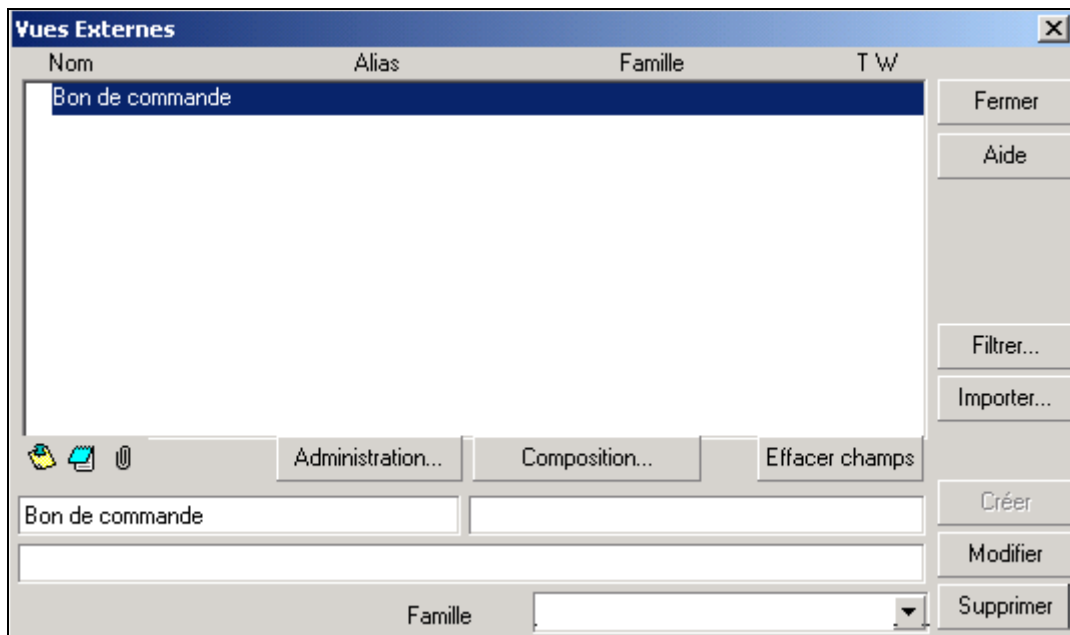 Vues Externes
Nom Alias Famille T W
Bon de commande
Fermer
Aide
Filtrer...
Importer...
Administration... Composition... Effacer champs
Bon de commande
Créer
Modifier
Famille
Supprimer